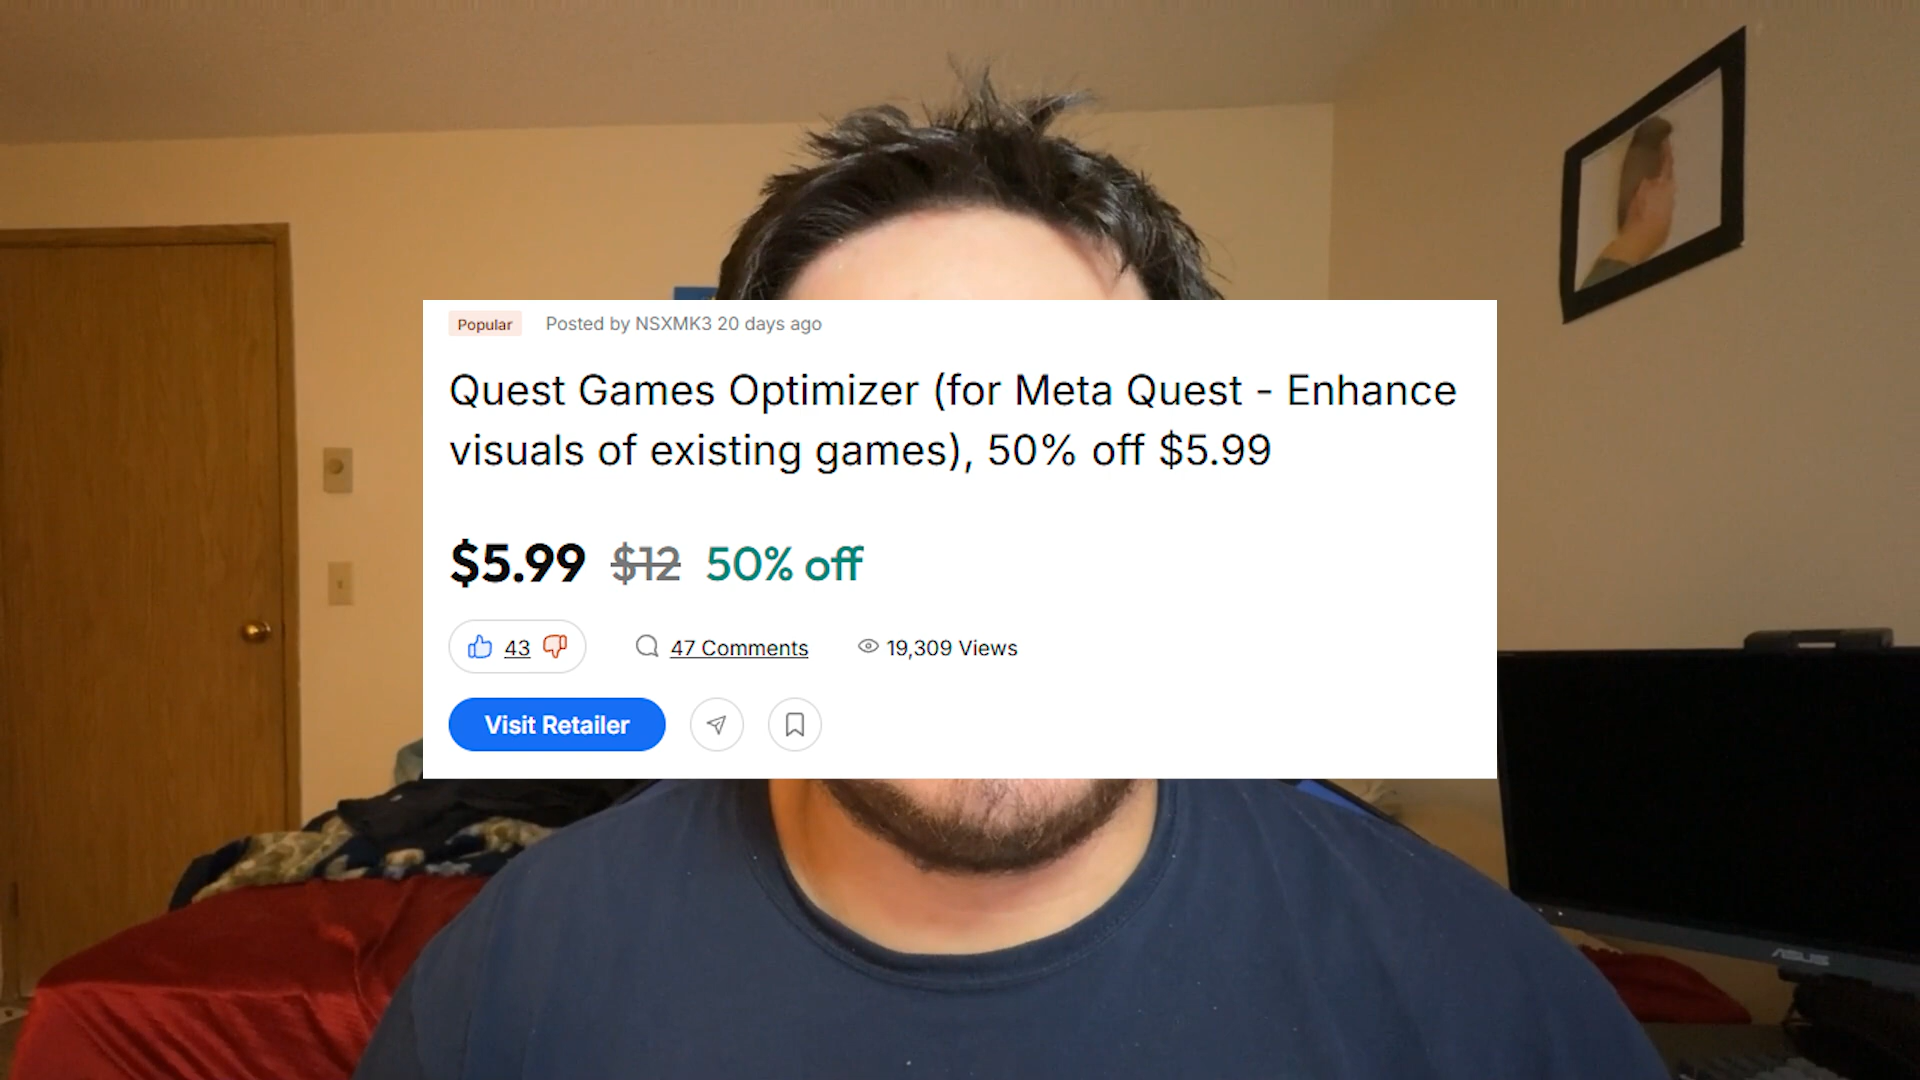 Popular Posted by NSXMK3 20 days ago
Quest Games Optimizer (for Meta Quest - Enhance
visuals of existing games), 50% off $5.99
$5.99 $12 50% off
43 47 Comments 19,309 Views
Visit Retailer
ASUS